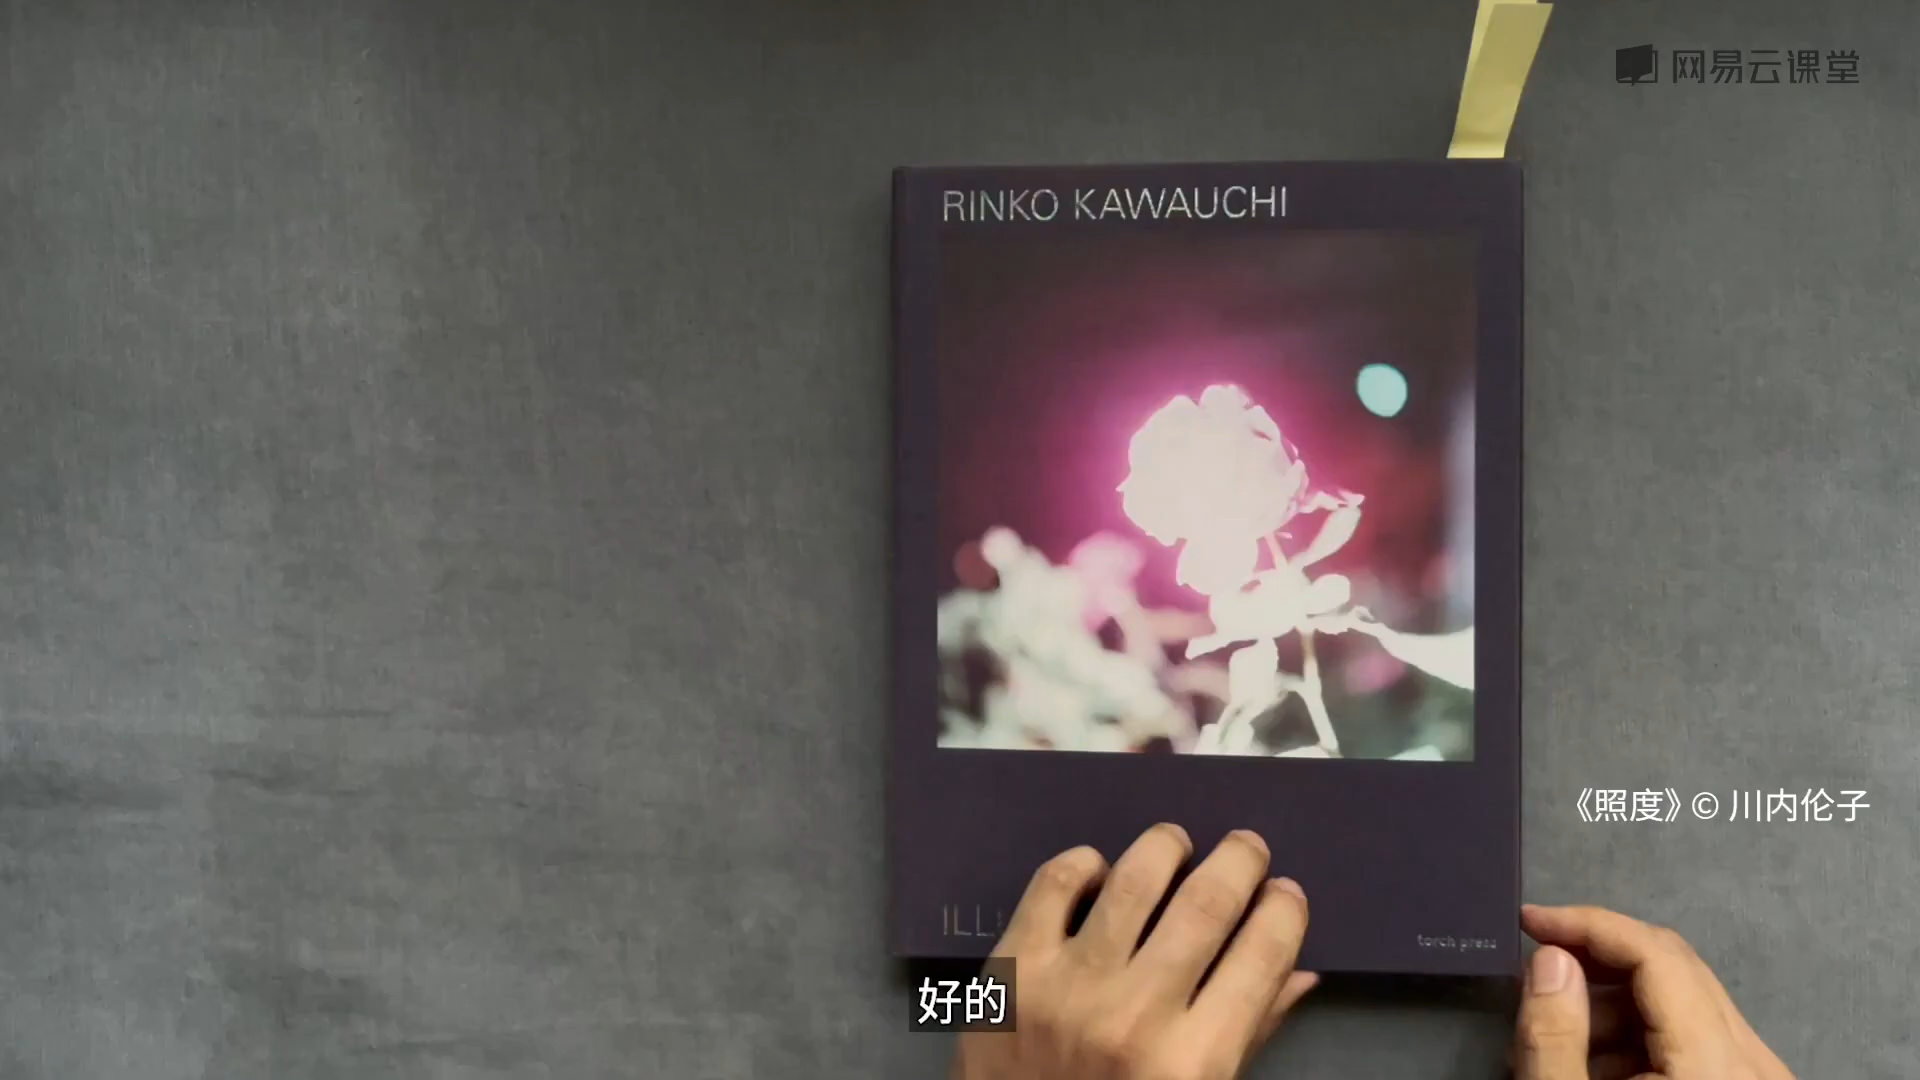 网易云课堂
RINKO KAWAUCHI
《照度》© 川内伦子
ILL
torch press
好的